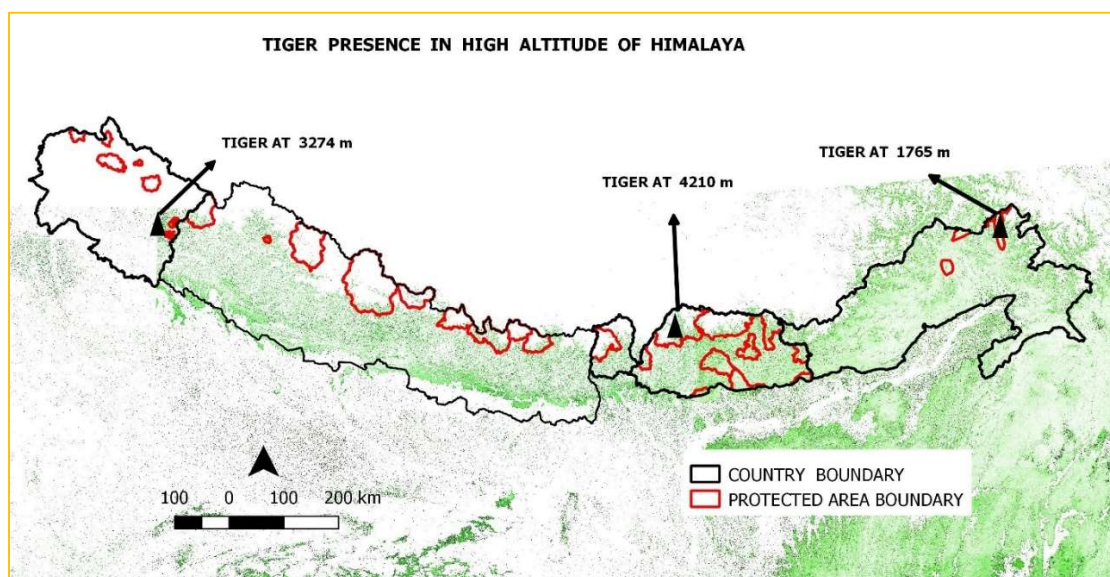 TIGER PRESENCE IN HIGH ALTITUDE OF HIMALAYA
TIGER AT 3274 m
TIGER AT 1765 m
TIGER AT 4210 m
COUNTRY BOUNDARY
PROTECTED AREA BOUNDARY
100 0 100 200 km